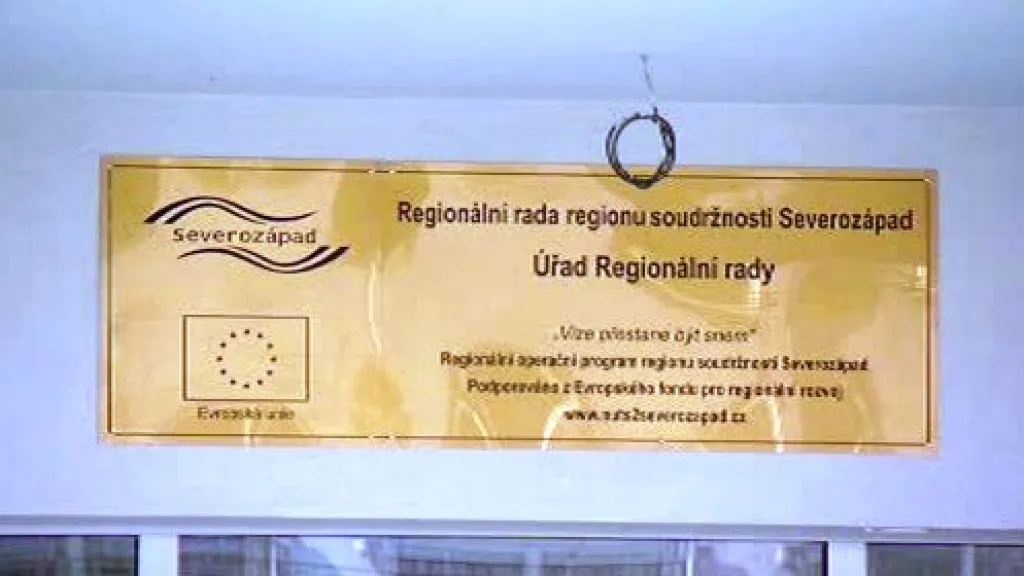 Severozápad
Regionální rada regionu soudržnosti Severozápad
Úřad Regionální rady
„Vize přestane být snem“
Regionální operační program regionu soudržnosti Severozápad
Podporováno z Evropského fondu pro regionální rozvoj
www.nuts2severozapad.cz
Evropská unie